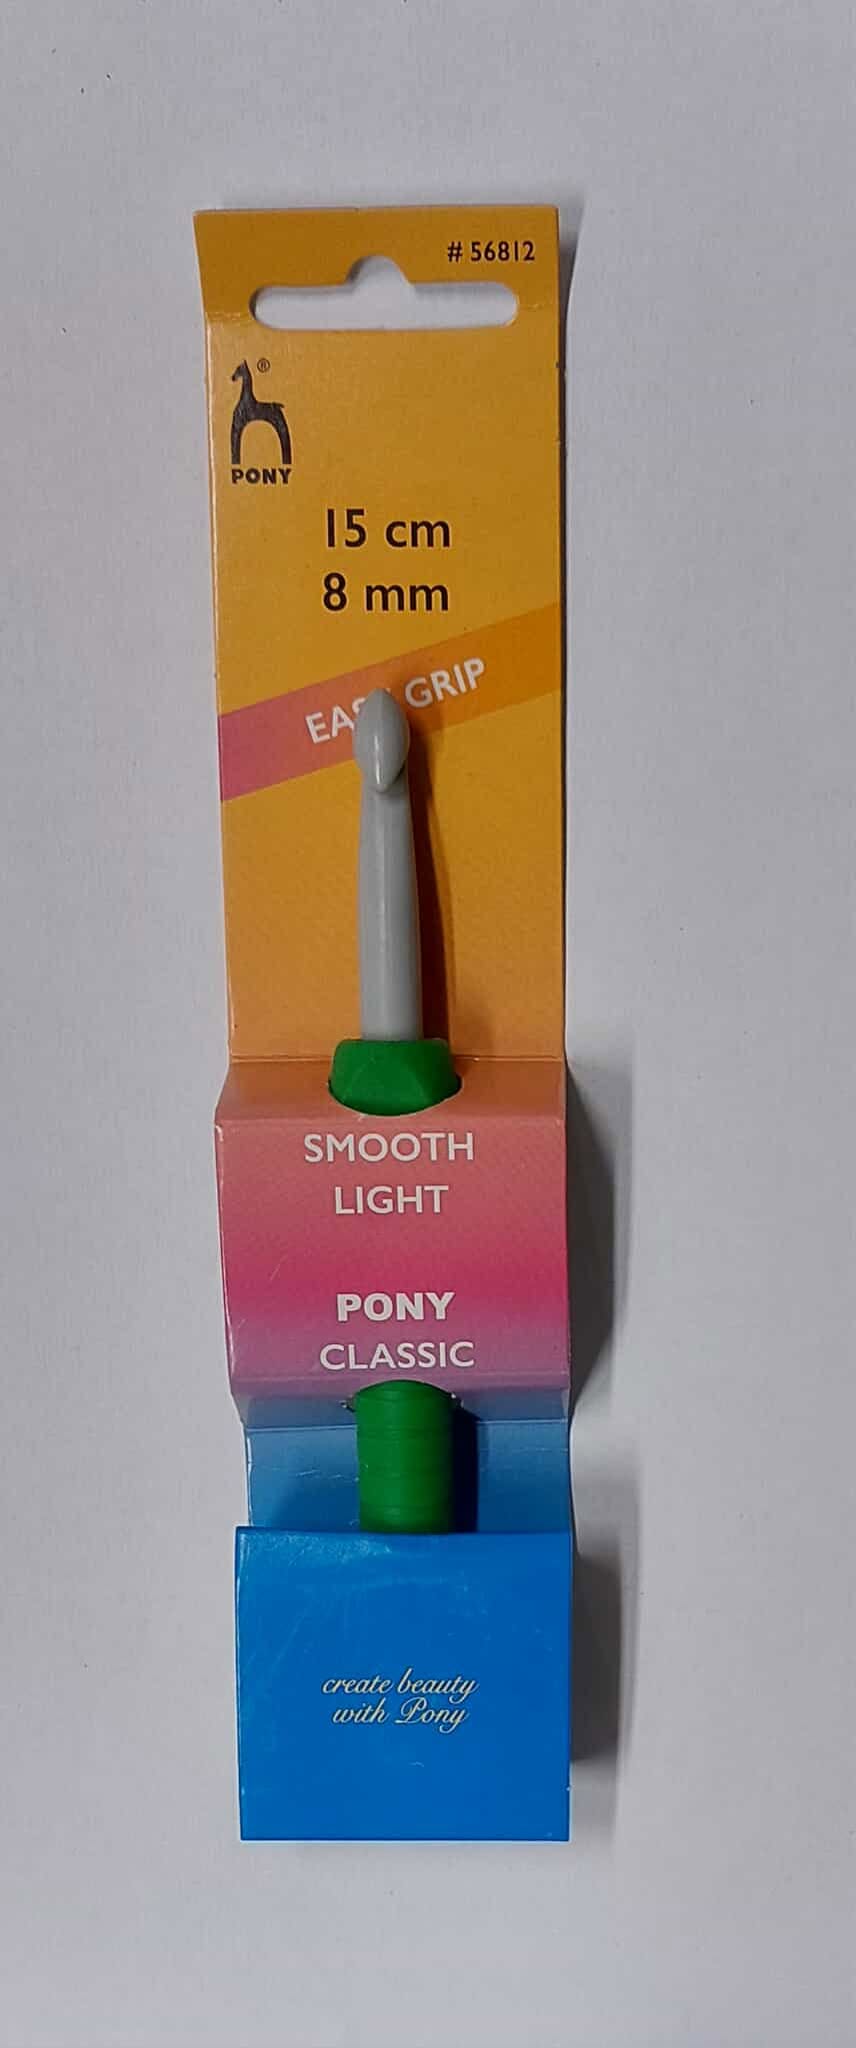 # 56812
®
PONY
15 cm
8 mm
GRIP
SMOOTH
LIGHT
PONY
CLASSIC
create beauty
with Pony